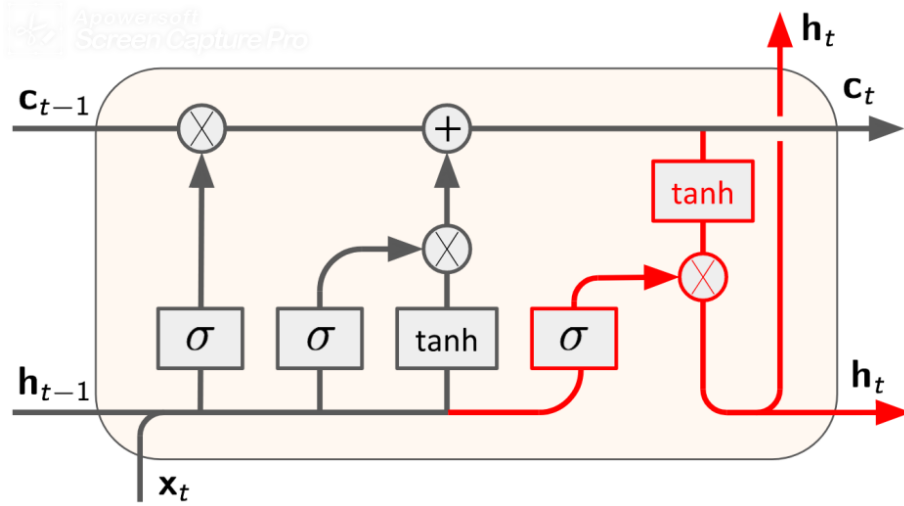 Apowersoft
Screen Capture Pro
h_t
c_{t-1}
c_t
+
tanh
σ
σ
tanh
σ
h_{t-1}
h_t
x_t